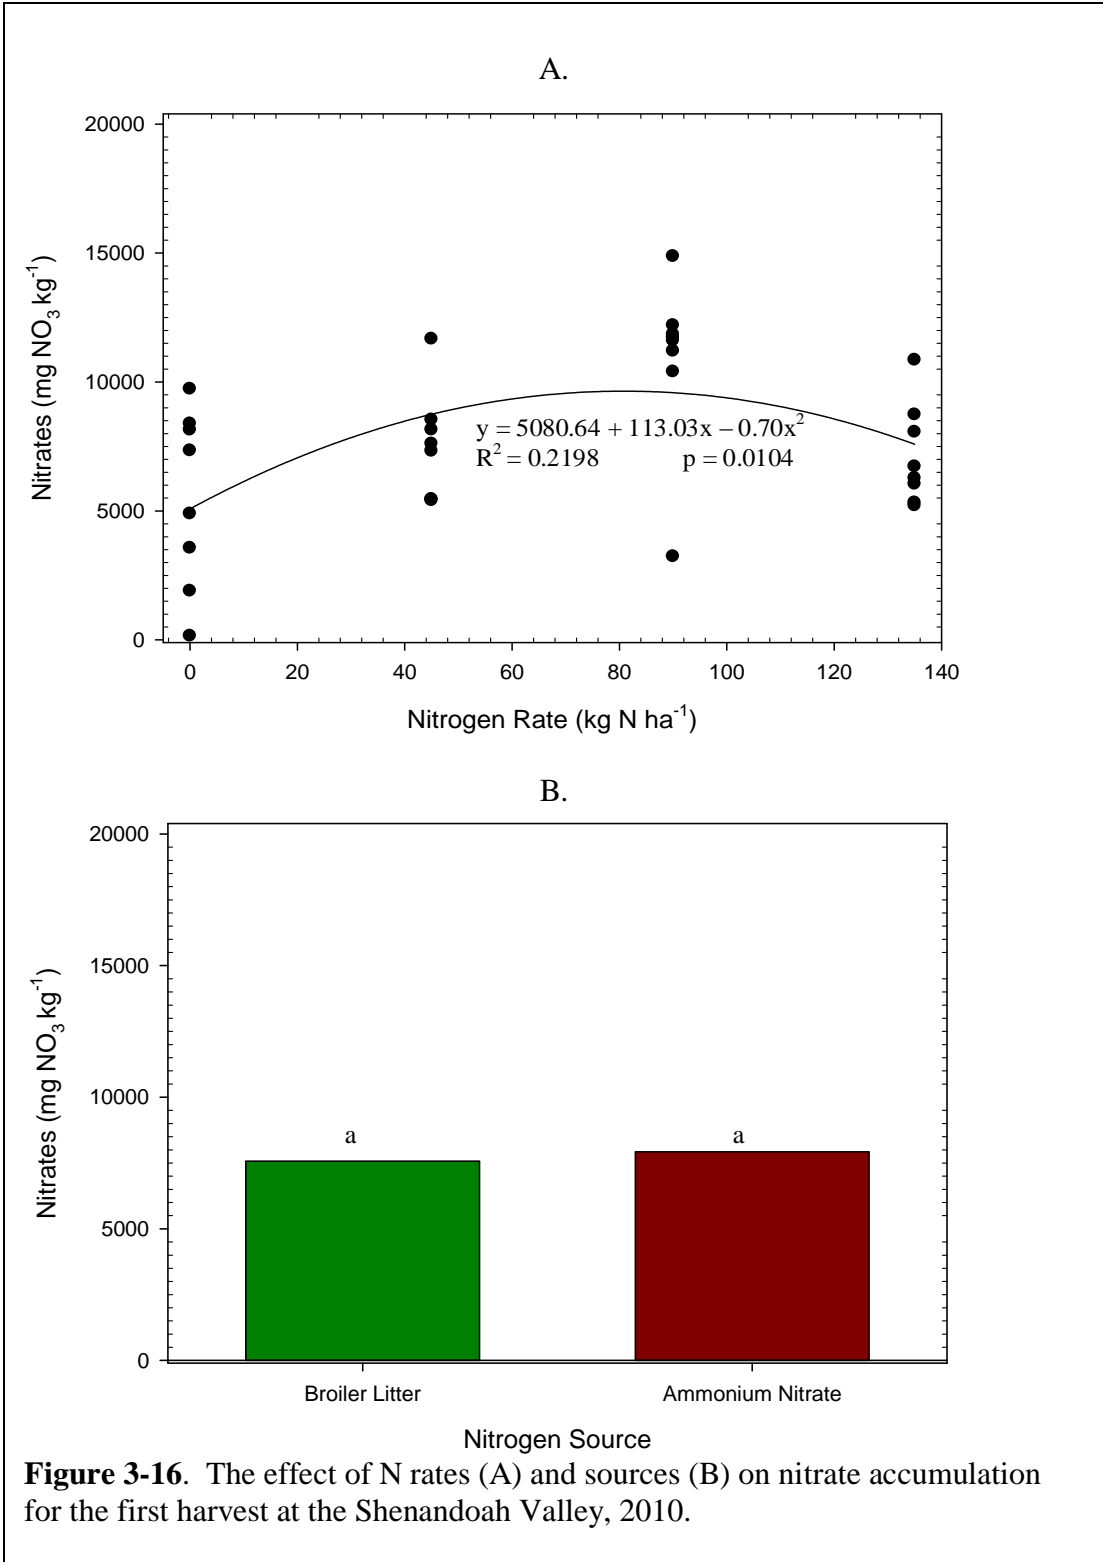 A.
20000
15000
10000
5000
0
Nitrates (mg NO₃ kg⁻¹)
y = 5080.64 + 113.03x – 0.70x²
R² = 0.2198 p = 0.0104
0 20 40 60 80 100 120 140
Nitrogen Rate (kg N ha⁻¹)
B.
20000
15000
10000
5000
0
Nitrates (mg NO₃ kg⁻¹)
a a
Broiler Litter Ammonium Nitrate
Nitrogen Source
Figure 3-16. The effect of N rates (A) and sources (B) on nitrate accumulation
for the first harvest at the Shenandoah Valley, 2010.